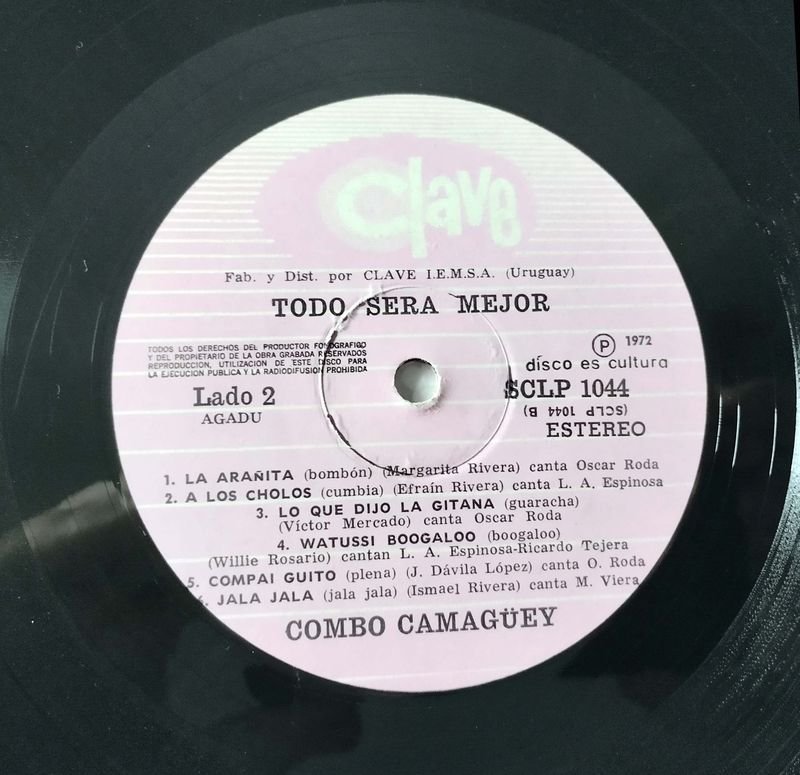 Clave
Fab. y Dist. por CLAVE I.E.M.S.A. (Uruguay)
TODO SERA MEJOR
TODOS LOS DERECHOS DEL PRODUCTOR FONOGRAFICO
Y DEL PROPIETARIO DE LA OBRA GRABADA RESERVADOS
REPRODUCCION, UTILIZACION DE ESTE DISCO PARA
LA EJECUCION PUBLICA Y LA RADIODIFUSION PROHIBIDA
Lado 2
AGADU
P 1972
disco es cultura
SCLP 1044
(SCLP 1044 B)
ESTEREO
1. LA ARAÑITA (bombón) (Margarita Rivera) canta Oscar Roda
2. A LOS CHOLOS (cumbia) (Efraín Rivera) canta L. A. Espinosa
3. LO QUE DIJO LA GITANA (guaracha)
(Víctor Mercado) canta Oscar Roda
4. WATUSSI BOOGALOO (boogaloo)
(Willie Rosario) cantan L. A. Espinosa-Ricardo Tejera
5. COMPAI GUITO (plena) (J. Dávila López) canta O. Roda
6. JALA JALA (jala jala) (Ismael Rivera) canta M. Viera
COMBO CAMAGÜEY